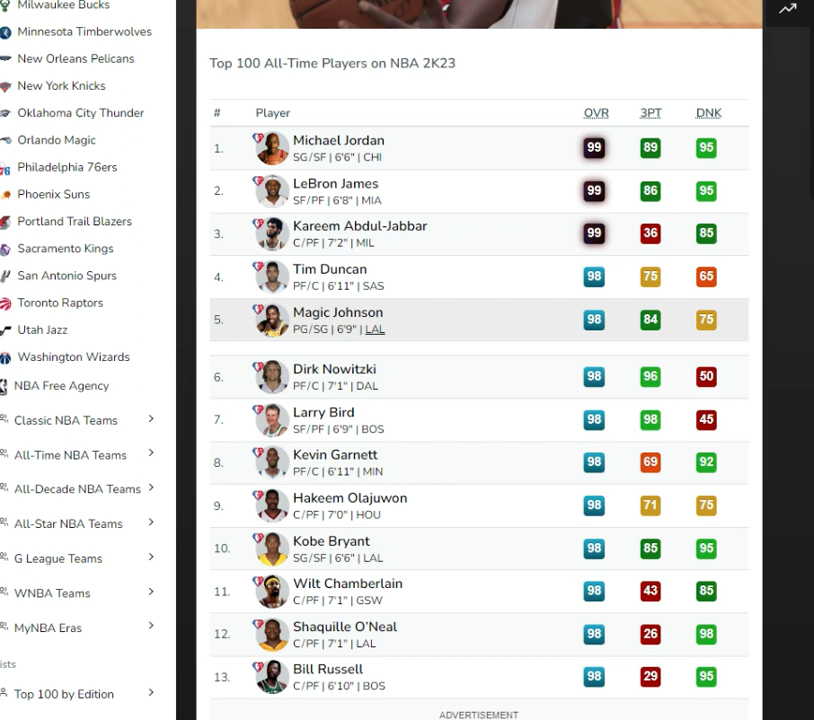 Milwaukee Bucks
Minnesota Timberwolves
New Orleans Pelicans
New York Knicks
Oklahoma City Thunder
Orlando Magic
Philadelphia 76ers
Phoenix Suns
Portland Trail Blazers
Sacramento Kings
San Antonio Spurs
Toronto Raptors
Utah Jazz
Washington Wizards
NBA Free Agency
Classic NBA Teams
All-Time NBA Teams
All-Decade NBA Teams
All-Star NBA Teams
G League Teams
WNBA Teams
MyNBA Eras
ists
Top 100 by Edition
Top 100 All-Time Players on NBA 2K23
# Player OVR 3PT DNK
1. Michael Jordan 99 89 95
SG/SF | 6'6" | CHI
2. LeBron James 99 86 95
SF/PF | 6'8" | MIA
3. Kareem Abdul-Jabbar 99 36 85
C/PF | 7'2" | MIL
4. Tim Duncan 98 75 65
PF/C | 6'11" | SAS
5. Magic Johnson 98 84 75
PG/SG | 6'9" | LAL
6. Dirk Nowitzki 98 96 50
PF/C | 7'1" | DAL
7. Larry Bird 98 98 45
SF/PF | 6'9" | BOS
8. Kevin Garnett 98 69 92
PF/C | 6'11" | MIN
9. Hakeem Olajuwon 98 71 75
C/PF | 7'0" | HOU
10. Kobe Bryant 98 85 95
SG/SF | 6'6" | LAL
11. Wilt Chamberlain 98 43 85
C/PF | 7'1" | GSW
12. Shaquille O'Neal 98 26 98
C/PF | 7'1" | LAL
13. Bill Russell 98 29 95
C/PF | 6'10" | BOS
ADVERTISEMENT